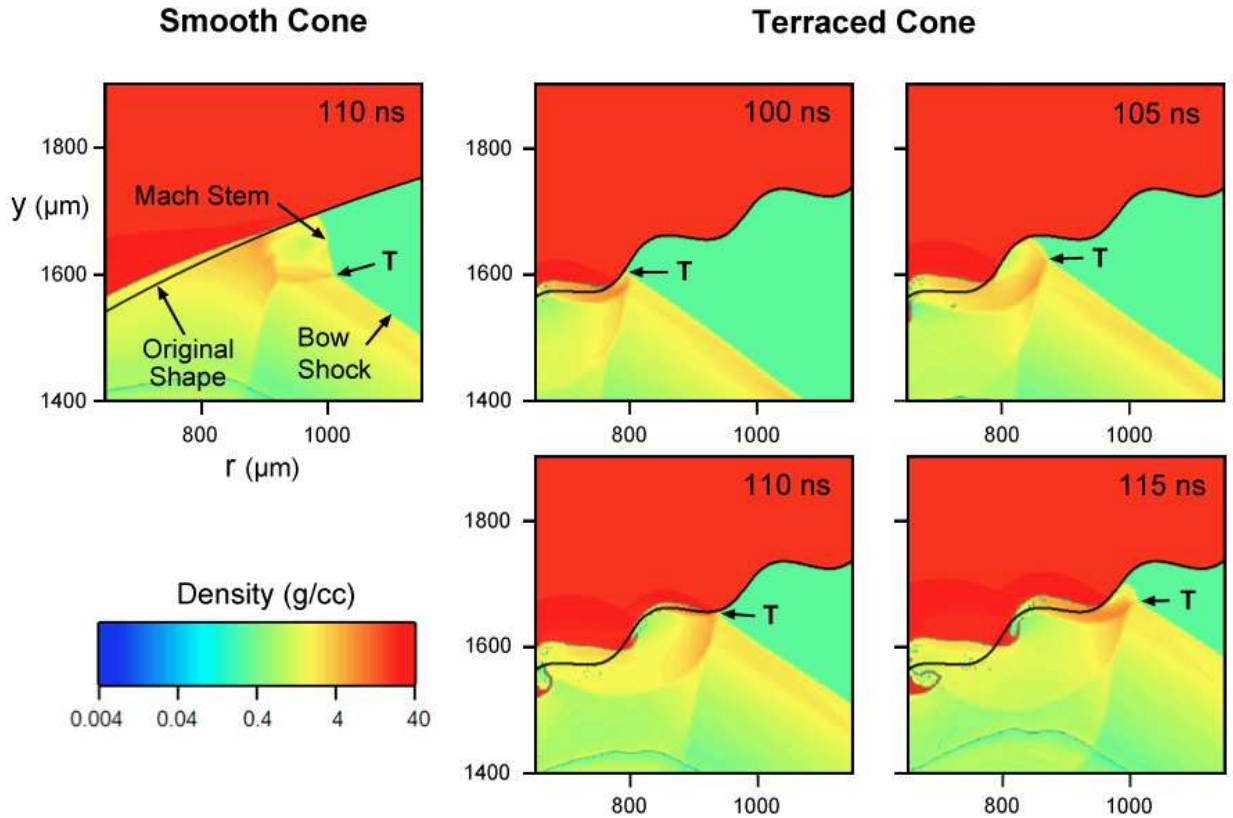 Smooth Cone
Terraced Cone
110 ns
1800
Mach Stem
y (μm)
T
1600
Original
Shape
Bow
Shock
1400
800
1000
r (μm)
100 ns
1800
T
1600
1400
800
1000
105 ns
T
800
1000
110 ns
1800
T
1600
1400
800
1000
115 ns
T
800
1000
Density (g/cc)
0.004 0.04 0.4 4 40